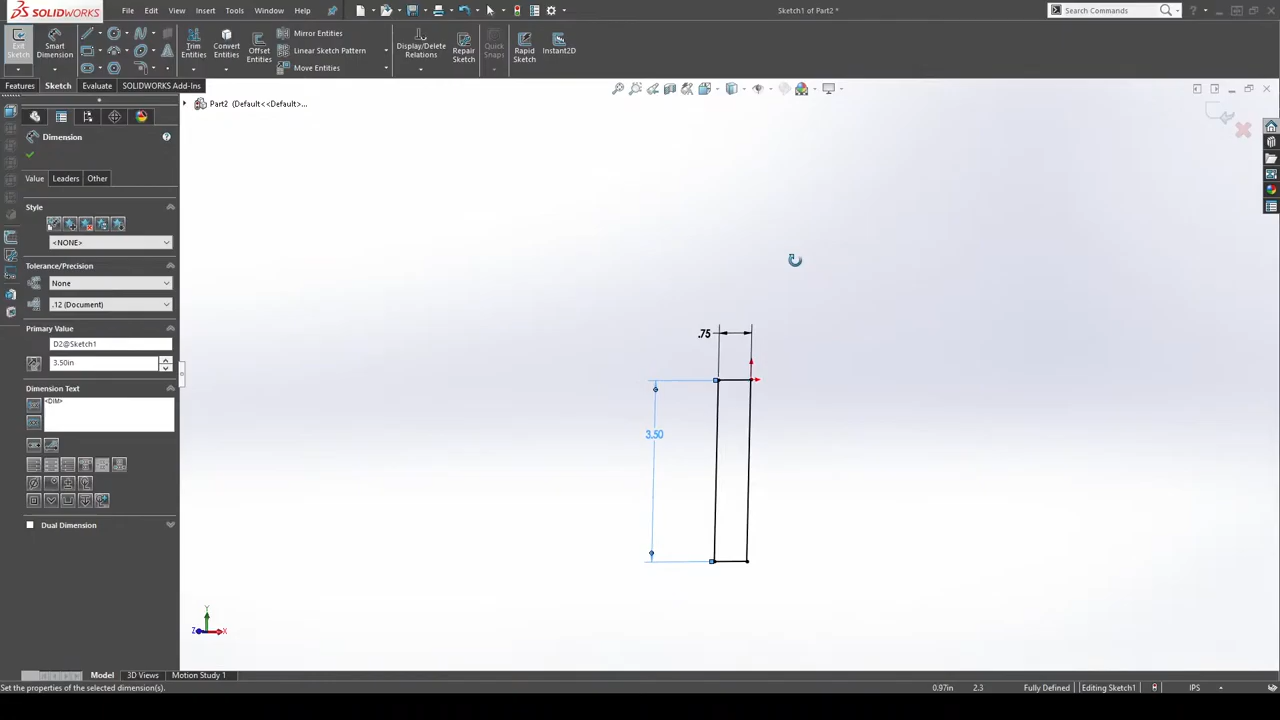 SOLIDWORKS
File Edit View Insert Tools Window Help
Sketch1 of Part2 *
Search Commands
Exit Sketch
Smart Dimension
Trim Entities
Convert Entities
Offset Entities
Mirror Entities
Linear Sketch Pattern
Move Entities
Display/Delete Relations
Repair Sketch
Quick Snaps
Rapid Sketch
Instant2D
Features Sketch Evaluate SOLIDWORKS Add-Ins
Part2 (Default<<Default>...
Dimension
Value Leaders Other
Style
<NONE>
Tolerance/Precision
None
.12 (Document)
Primary Value
D2@Sketch1
3.50in
Dimension Text
<DIM>
Dual Dimension
.75
3.50
Y
Z X
Model 3D Views Motion Study 1
Set the properties of the selected dimension(s). 0.97in 2.3 Fully Defined Editing Sketch1 IPS